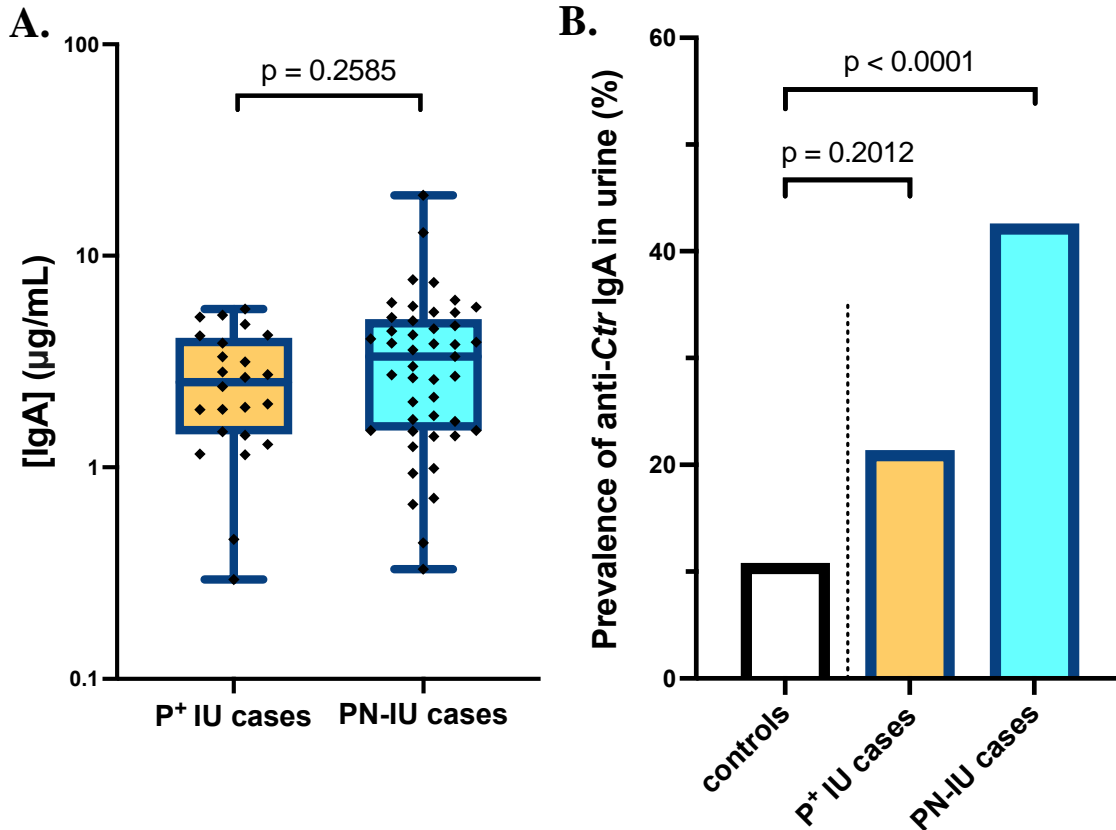 A.
100
10
1
0.1
[IgA] (µg/mL)
p = 0.2585
P⁺ IU cases
PN-IU cases
B.
60
40
20
0
Prevalence of anti-Ctr IgA in urine (%)
p < 0.0001
p = 0.2012
controls
P⁺ IU cases
PN-IU cases